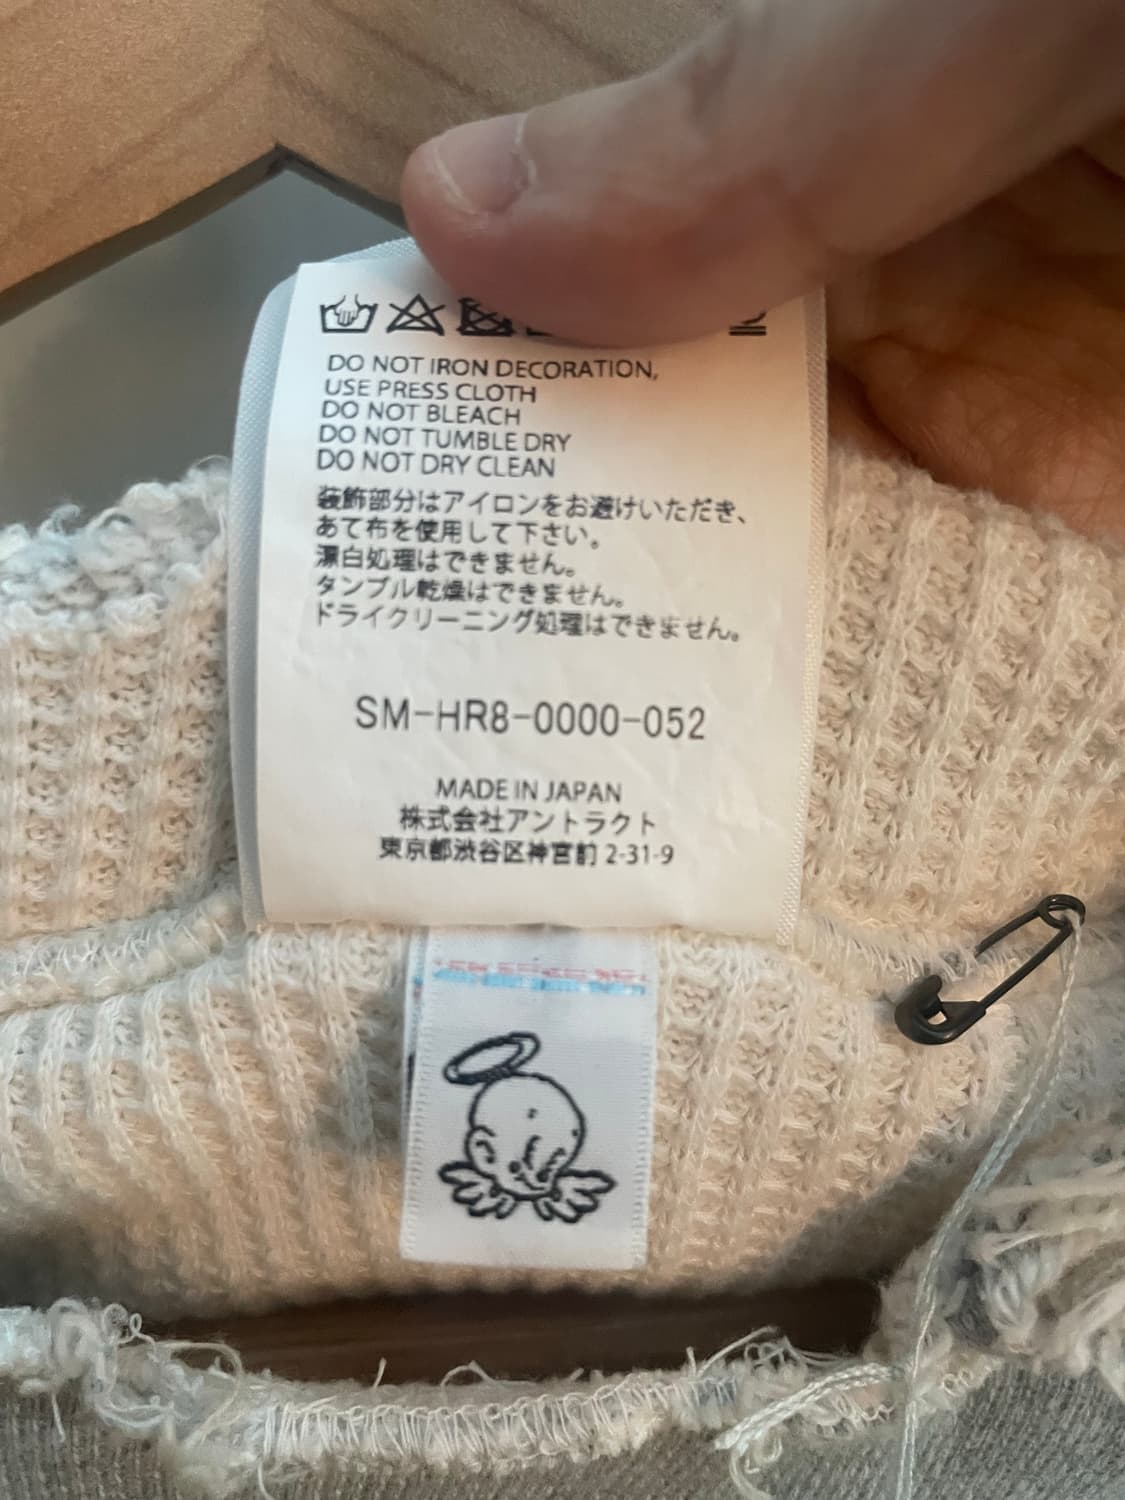 DO NOT IRON DECORATION,
USE PRESS CLOTH
DO NOT BLEACH
DO NOT TUMBLE DRY
DO NOT DRY CLEAN
装飾部分はアイロンをお避けいただき、
あて布を使用して下さい。
漂白処理はできません。
タンブル乾燥はできません。
ドライクリーニング処理はできません。
SM-HR8-0000-052
MADE IN JAPAN
株式会社アントラクト
東京都渋谷区神宮前 2-31-9